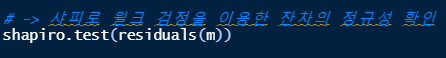 # -> 샤피로 윌크 검정을 이용한 잔차의 정규성 확인
shapiro.test(residuals(m))